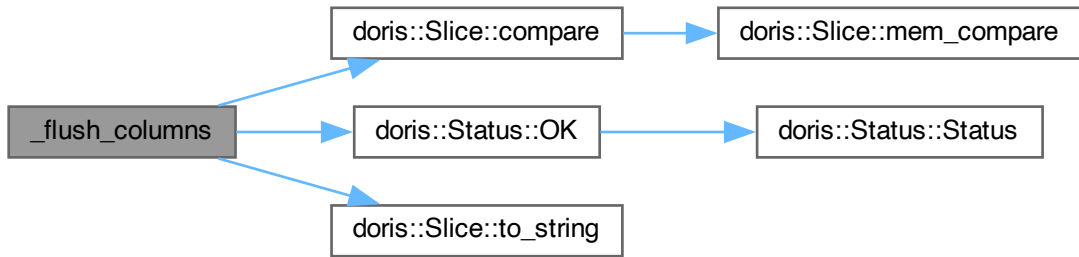 doris::Slice::compare
doris::Slice::mem_compare
_flush_columns
doris::Status::OK
doris::Status::Status
doris::Slice::to_string